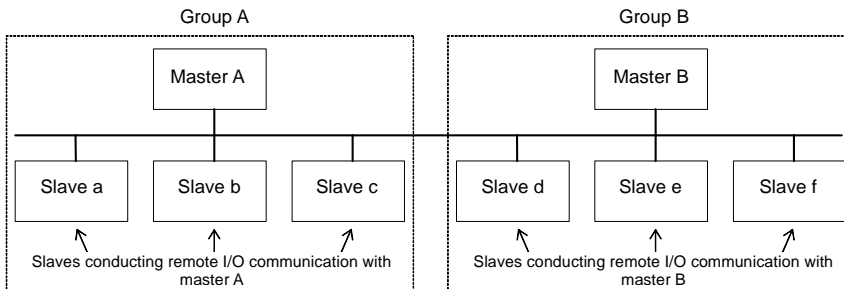 Group A
Group B
Master A
Master B
Slave a
Slave b
Slave c
Slave d
Slave e
Slave f
Slaves conducting remote I/O communication with
master A
Slaves conducting remote I/O communication with
master B